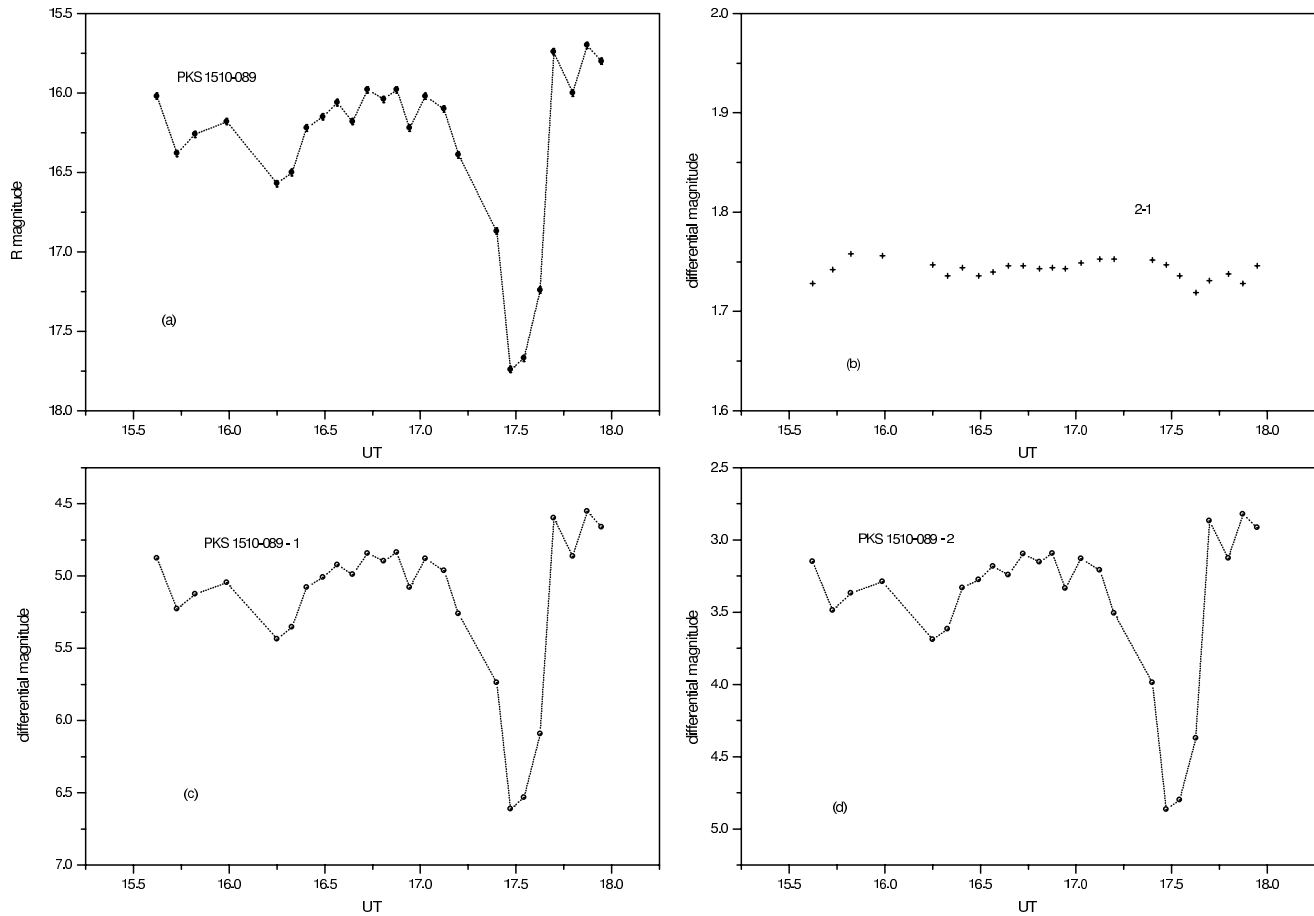 15.5
16.0
16.5
17.0
17.5
18.0
R magnitude
PKS 1510-089
(a)
15.5 16.0 16.5 17.0 17.5 18.0
UT
2.0
1.9
1.8
1.7
1.6
differential magnitude
2-1
(b)
15.5 16.0 16.5 17.0 17.5 18.0
UT
4.5
5.0
5.5
6.0
6.5
7.0
differential magnitude
PKS 1510-089 - 1
(c)
15.5 16.0 16.5 17.0 17.5 18.0
UT
2.5
3.0
3.5
4.0
4.5
5.0
differential magnitude
PKS 1510-089 - 2
(d)
15.5 16.0 16.5 17.0 17.5 18.0
UT